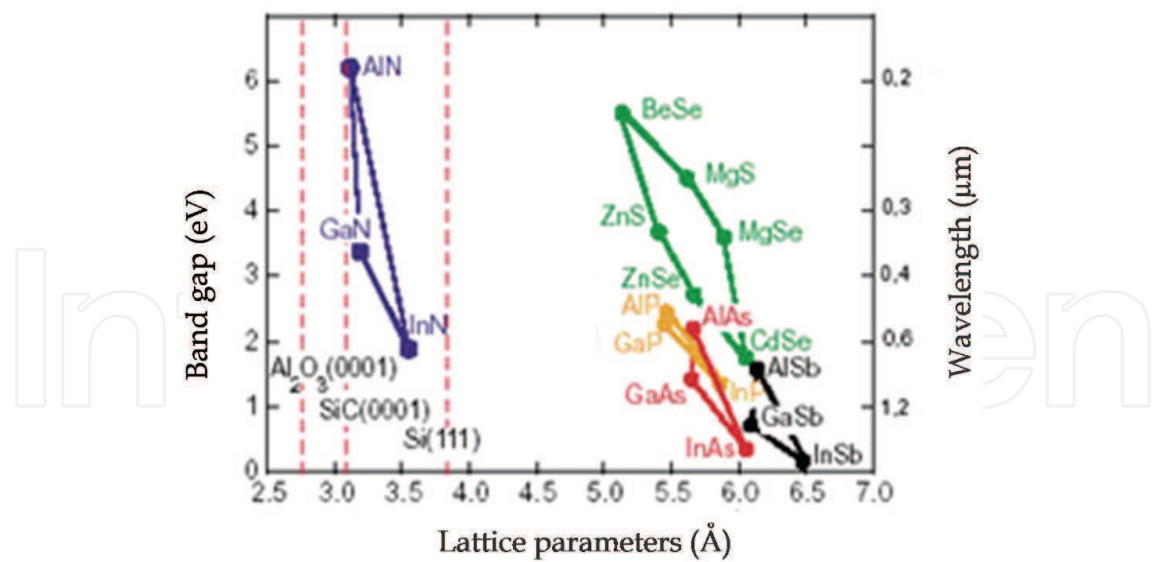 6
5
4
3
2
1
0
Band gap (eV)
AlN
GaN
InN
Al2O3(0001)
SiC(0001)
Si(111)
BeSe
MgS
ZnS
MgSe
ZnSe
AlP
AlAs
GaP
CdSe
AlSb
GaAs
InP
GaSb
InAs
InSb
0,2
0,3
0,4
0,6
1,2
Wavelength (μm)
2.5 3.0 3.5 4.0 4.5 5.0 5.5 6.0 6.5 7.0
Lattice parameters (Å)